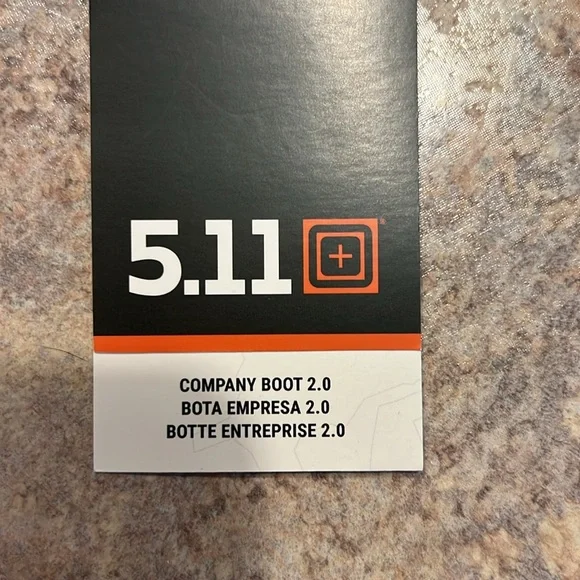 5.11
COMPANY BOOT 2.0
BOTA EMPRESA 2.0
BOTTE ENTREPRISE 2.0